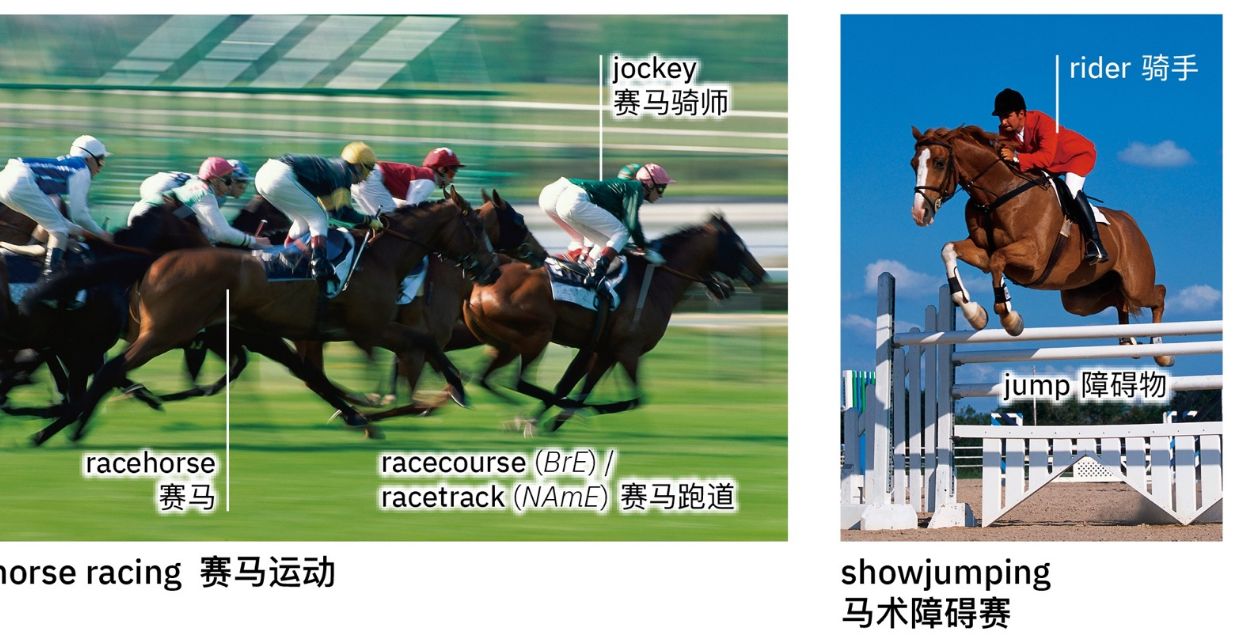 jockey
赛马骑师
rider 骑手
jump 障碍物
racehorse
赛马
racecourse (BrE) /
racetrack (NAmE) 赛马跑道
horse racing 赛马运动
showjumping
马术障碍赛